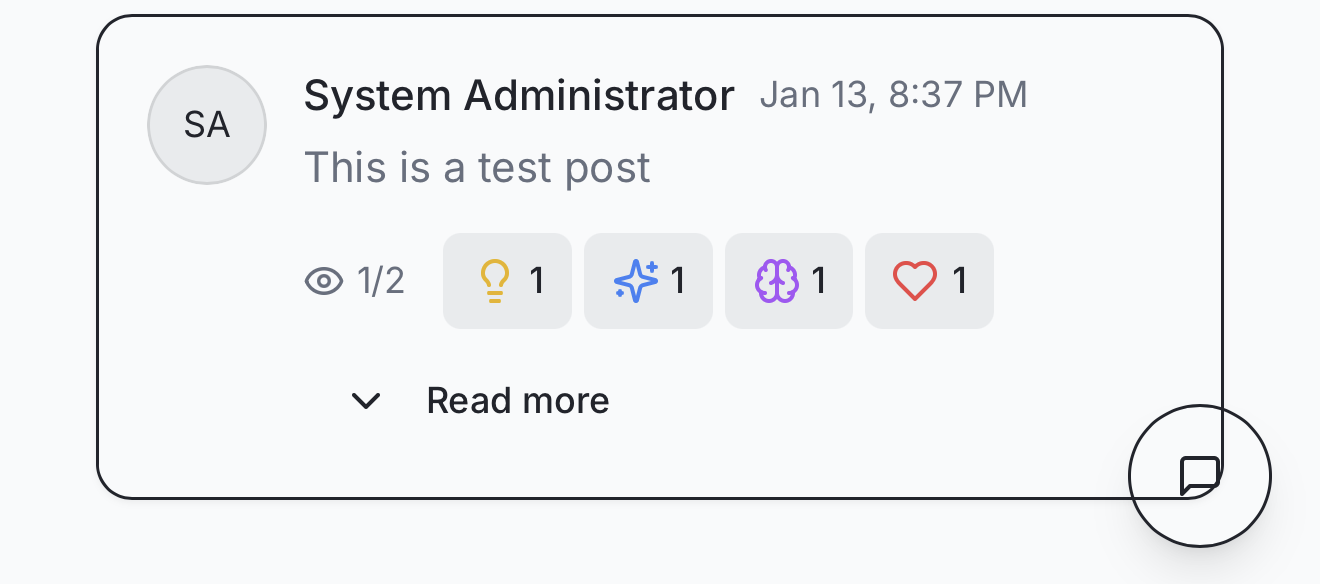 SA
System Administrator Jan 13, 8:37 PM
This is a test post
1/2 1 1 1 1
Read more